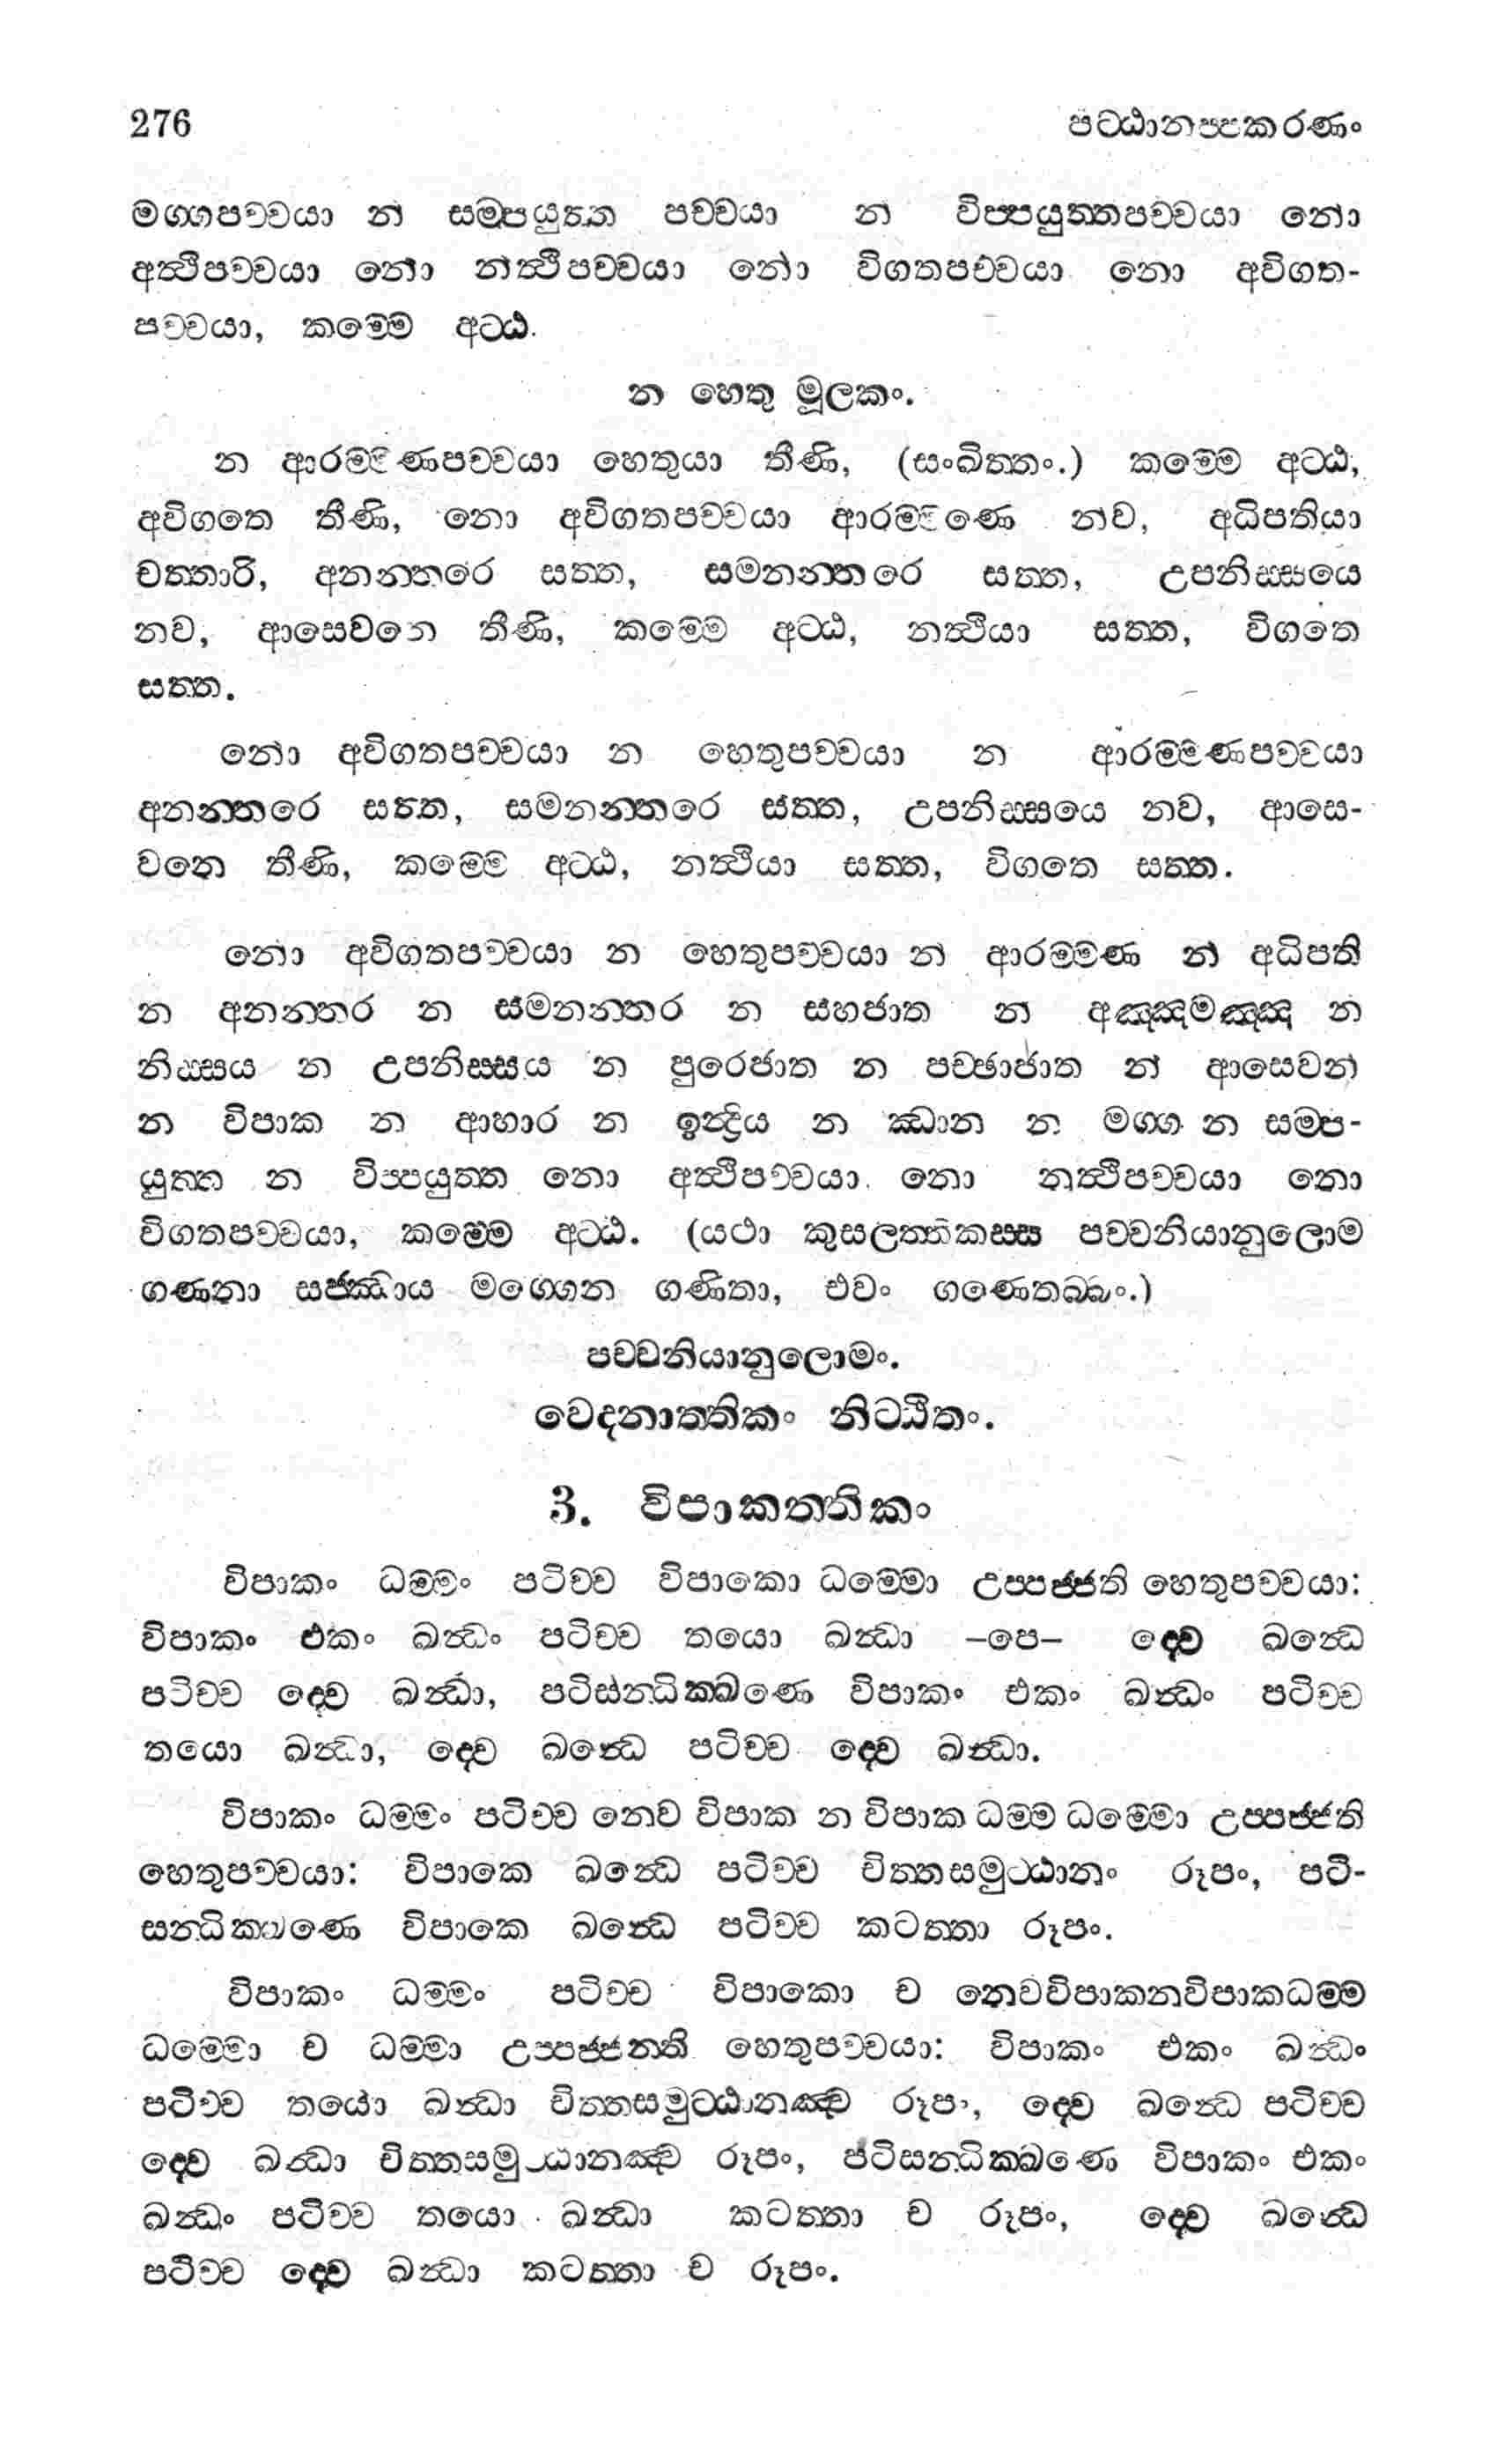 276 පට්ඨානප්පකරණං
මග්ගපච්චයා න සම්පයුත්ත පච්චයා න විප්පයුත්තපච්චයා නො
අත්ථිපච්චයා නො නත්ථිපච්චයා නො විගතපච්චයා නො අවිගත-
පච්චයා, කම්මෙ අට්ඨ.
න හෙතු මූලකං.
න ආරම්මණපච්චයා හෙතුයා තීණි, (සංඛිත්තං.) කම්මෙ අට්ඨ,
අවිගතෙ තීණි, නො අවිගතපච්චයා ආරම්මණෙ නව, අධිපතියා
චත්තාරි, අනන්තරෙ සත්ත, සමනන්තරෙ සත්ත, උපනිස්සයෙ
නව, ආසෙවනෙ තීණි, කම්මෙ අට්ඨ, නත්ථියා සත්ත, විගතෙ
සත්ත.
නො අවිගතපච්චයා න හෙතුපච්චයා න ආරම්මණපච්චයා
අනන්තරෙ සත්ත, සමනන්තරෙ සත්ත, උපනිස්සයෙ නව, ආසෙ-
වනෙ තීණි, කම්මෙ අට්ඨ, නත්ථියා සත්ත, විගතෙ සත්ත.
නො අවිගතපච්චයා න හෙතුපච්චයා න ආරම්මණ න අධිපති
න අනන්තර න සමනන්තර න සහජාත න අඤ්ඤමඤ්ඤ න
නිස්සය න උපනිස්සය න පුරෙජාත න පච්ඡාජාත න ආසෙවන
න විපාක න ආහාර න ඉන්ද්‍රිය න ඣාන න මග්ග න සම්ප-
යුත්ත න විප්පයුත්ත නො අත්ථිපච්චයා නො නත්ථිපච්චයා නො
විගතපච්චයා, කම්මෙ අට්ඨ. (යථා කුසලත්තිකස්ස පච්චනියානුලොම
ගණනා සජ්ඣාය මග්ගෙන ගණිතා, එවං ගණෙතබ්බං.)
පච්චනියානුලොමං.
වෙදනාත්තිකං නිට්ඨිතං.
3. විපාකත්තිකං
විපාකං ධම්මං පටිච්ච විපාකො ධම්මො උප්පජ්ජති හෙතුපච්චයා:
විපාකං එකං ඛන්ධං පටිච්ච තයො ඛන්ධා –පෙ– ද්වෙ ඛන්ධෙ
පටිච්ච ද්වෙ ඛන්ධා, පටිසන්ධික්ඛණෙ විපාකං එකං ඛන්ධං පටිච්ච
තයො ඛන්ධා, ද්වෙ ඛන්ධෙ පටිච්ච ද්වෙ ඛන්ධා.
විපාකං ධම්මං පටිච්ච නෙව විපාක න විපාක ධම්ම ධම්මො උප්පජ්ජති
හෙතුපච්චයා: විපාකෙ ඛන්ධෙ පටිච්ච චිත්තසමුට්ඨානං රූපං, පටි-
සන්ධික්ඛණෙ විපාකෙ ඛන්ධෙ පටිච්ච කටත්තා රූපං.
විපාකං ධම්මං පටිච්ච විපාකො ච නෙවවිපාකනවිපාකධම්ම
ධම්මො ච ධම්මා උප්පජ්ජන්ති හෙතුපච්චයා: විපාකං එකං ඛන්ධං
පටිච්ච තයො ඛන්ධා චිත්තසමුට්ඨානඤ්ච රූපං, ද්වෙ ඛන්ධෙ පටිච්ච
ද්වෙ ඛන්ධා චිත්තසමුට්ඨානඤ්ච රූපං, පටිසන්ධික්ඛණෙ විපාකං එකං
ඛන්ධං පටිච්ච තයො ඛන්ධා කටත්තා ච රූපං, ද්වෙ ඛන්ධෙ
පටිච්ච ද්වෙ ඛන්ධා කටත්තා ච රූපං.